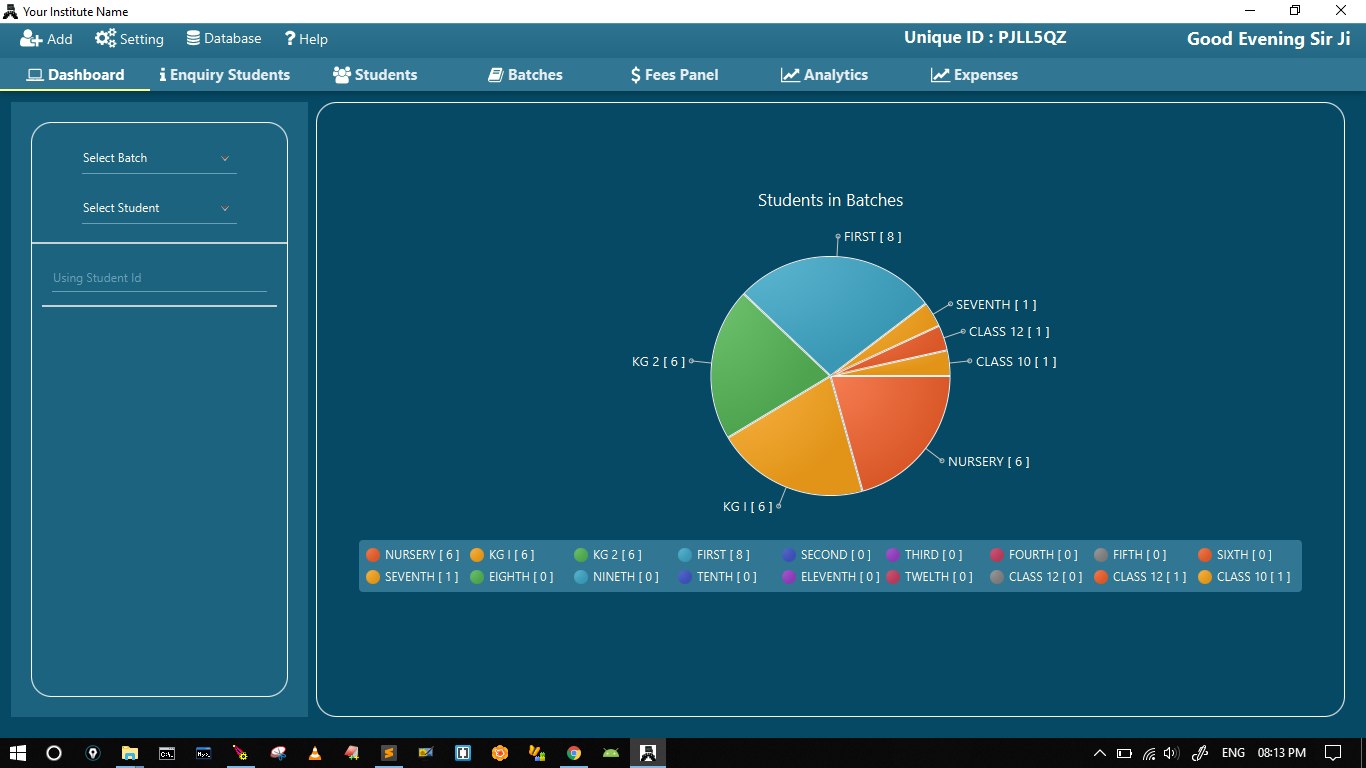 Your Institute Name
Add Setting Database ? Help Unique ID : PJLL5QZ Good Evening Sir Ji
Dashboard Enquiry Students Students Batches $ Fees Panel Analytics Expenses
Select Batch
Select Student
Using Student Id
Students in Batches
FIRST [ 8 ]
SEVENTH [ 1 ]
CLASS 12 [ 1 ]
KG 2 [ 6 ]
CLASS 10 [ 1 ]
NURSERY [ 6 ]
KG I [ 6 ]
NURSERY [ 6 ] KG I [ 6 ] KG 2 [ 6 ] FIRST [ 8 ] SECOND [ 0 ] THIRD [ 0 ] FOURTH [ 0 ] FIFTH [ 0 ] SIXTH [ 0 ]
SEVENTH [ 1 ] EIGHTH [ 0 ] NINETH [ 0 ] TENTH [ 0 ] ELEVENTH [ 0 ] TWELTH [ 0 ] CLASS 12 [ 0 ] CLASS 12 [ 1 ] CLASS 10 [ 1 ]
ENG 08:13 PM